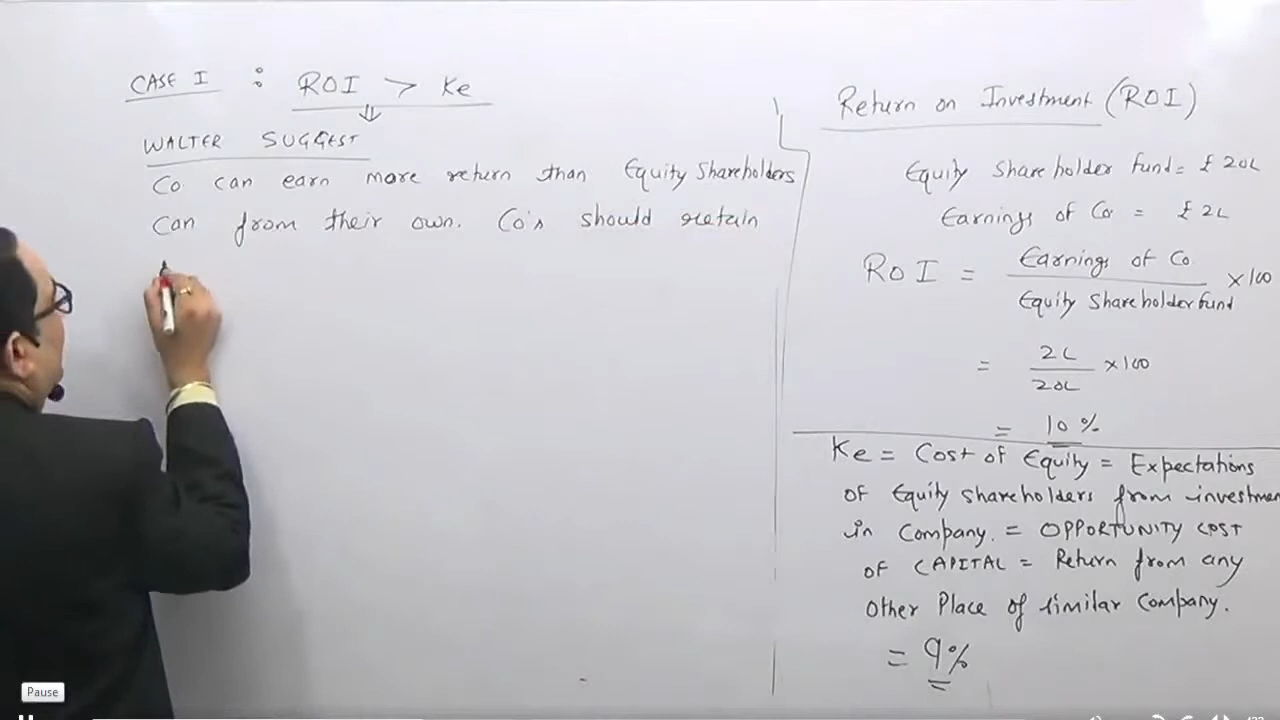 CASE I : ROI > Ke
⇓
WALTER SUGGEST
Co can earn more return than Equity Shareholders
Can from their own. Co's should retain
Return on Investment (ROI)
Equity Shareholder fund = £ 20L
Earnings of Co = £ 2L
ROI = Earnings of Co × 100
Equity Shareholder fund
= 2L × 100
20L
= 10 %
Ke = Cost of Equity = Expectations
OF Equity shareholders from investmen
in Company. = OPPORTUNITY COST
OF CAPITAL = Return from any
Other Place of similar Company.
= 9%
Pause